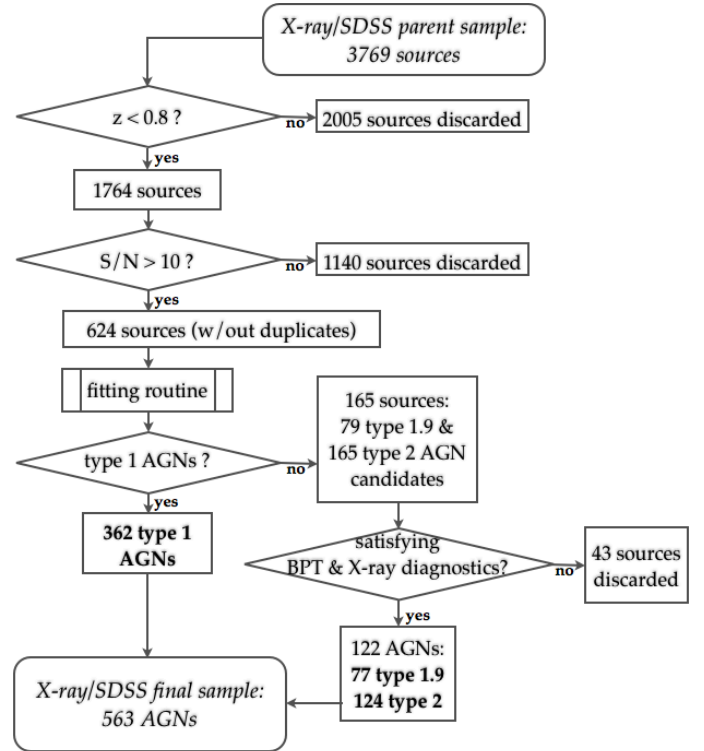 X-ray/SDSS parent sample:
3769 sources
z < 0.8 ?
no
2005 sources discarded
yes
1764 sources
S/N > 10 ?
no
1140 sources discarded
yes
624 sources (w/out duplicates)
fitting routine
type 1 AGNs ?
no
165 sources:
79 type 1.9 &
165 type 2 AGN
candidates
yes
362 type 1
AGNs
satisfying
BPT & X-ray diagnostics?
no
43 sources
discarded
yes
122 AGNs:
77 type 1.9
124 type 2
X-ray/SDSS final sample:
563 AGNs